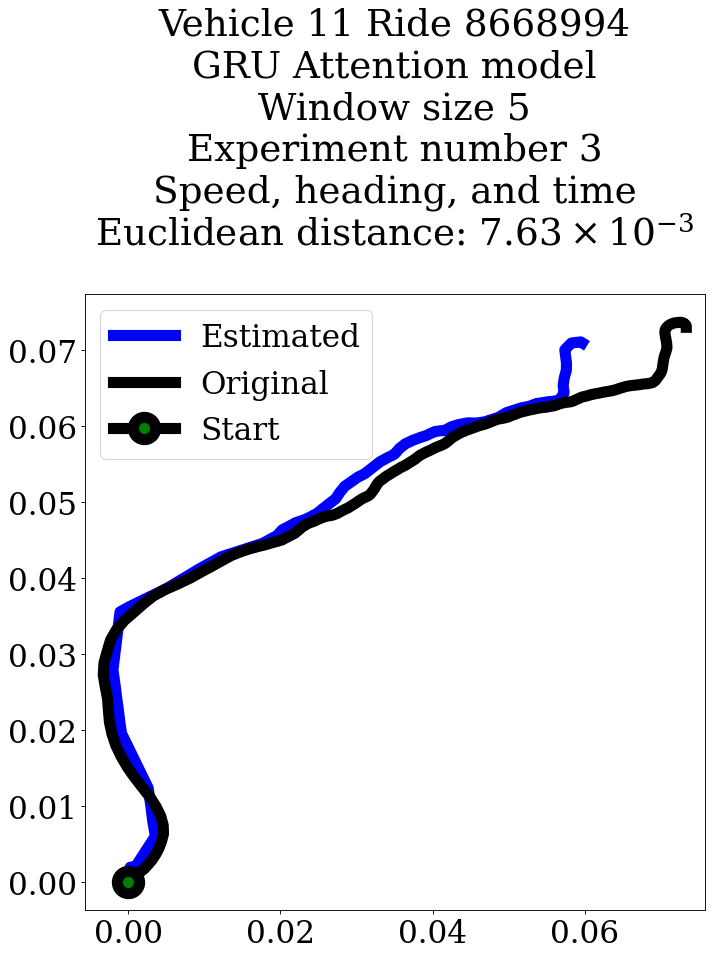 Vehicle 11 Ride 8668994
GRU Attention model
Window size 5
Experiment number 3
Speed, heading, and time
Euclidean distance: 7.63 × 10⁻³
Estimated
Original
Start
0.07
0.06
0.05
0.04
0.03
0.02
0.01
0.00
0.00 0.02 0.04 0.06